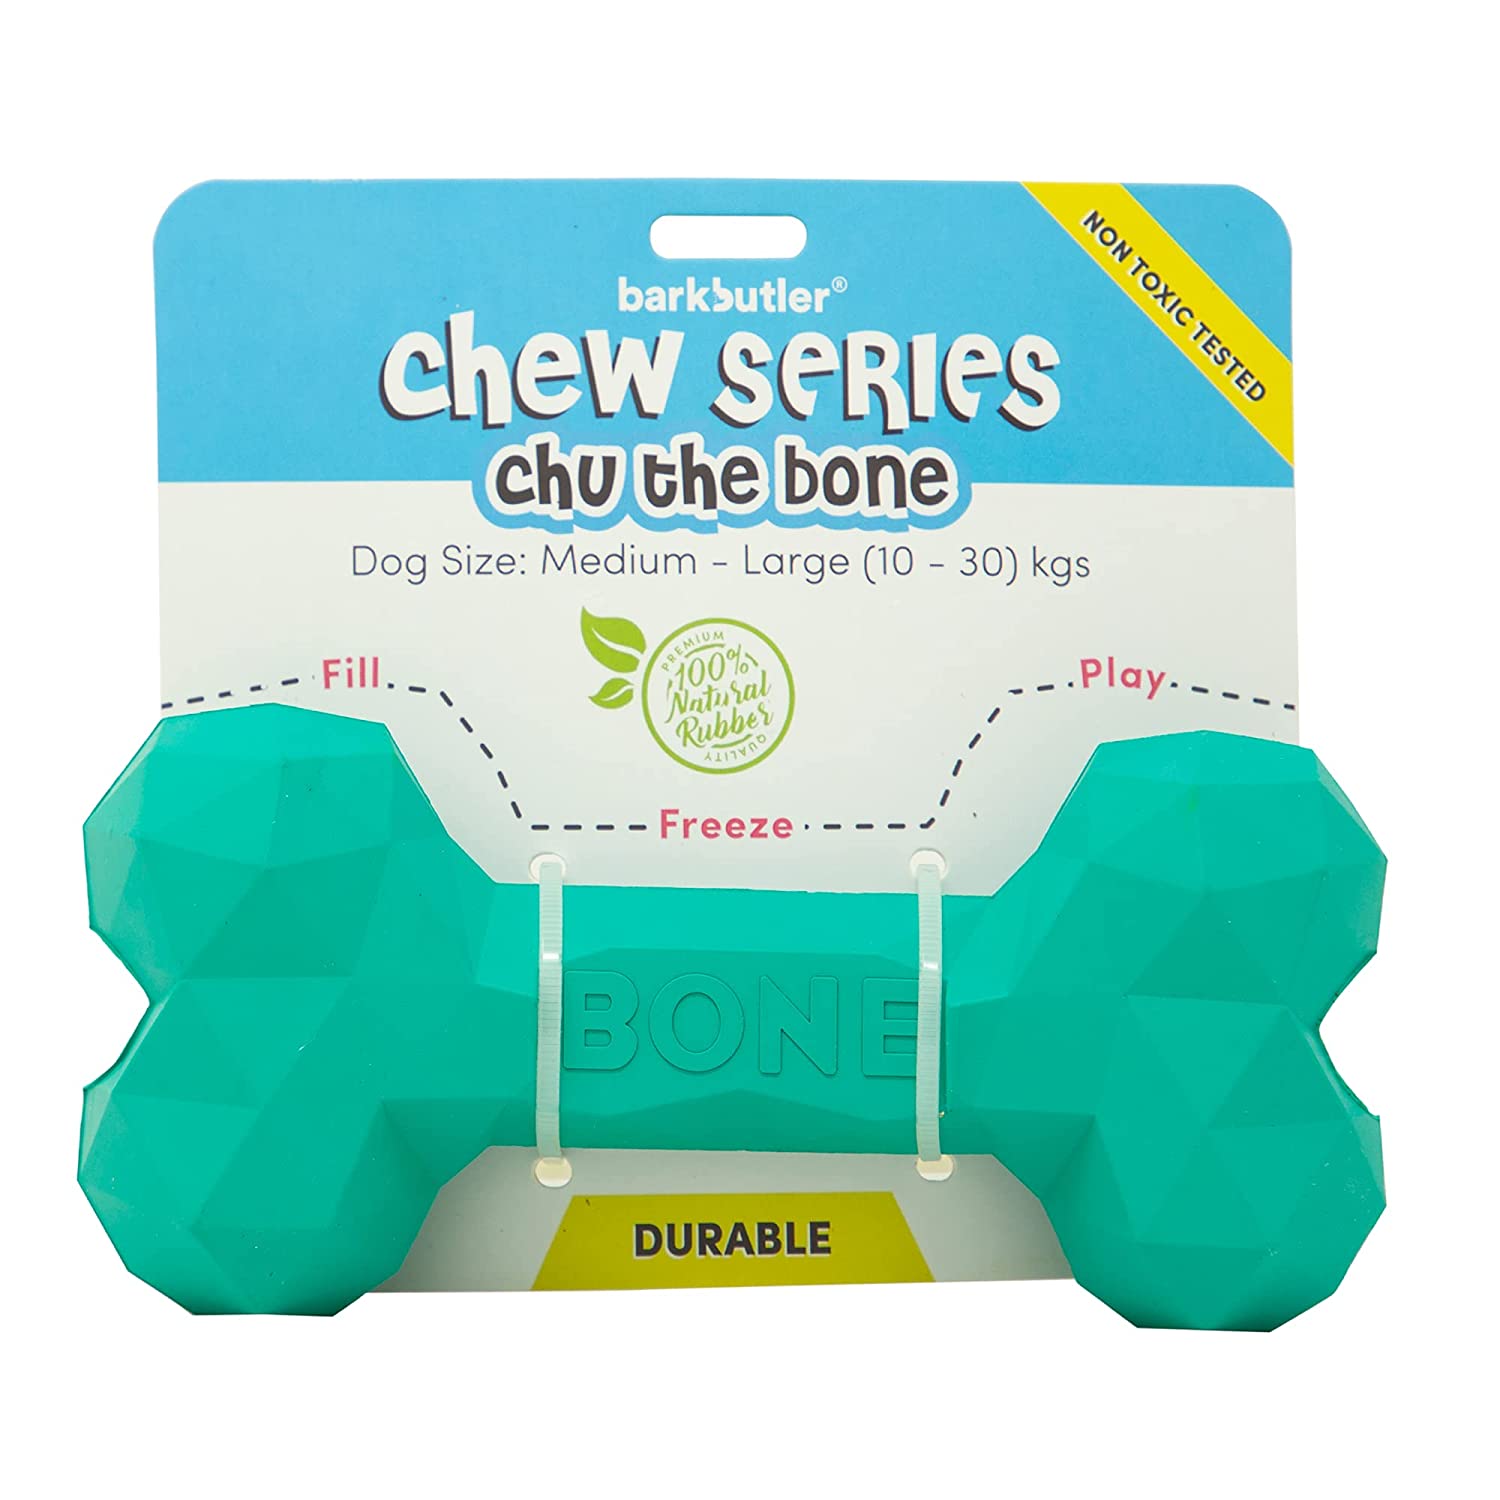 barkbutler®
chew series
chu the bone
NON TOXIC TESTED
Dog Size: Medium - Large (10 - 30) kgs
PREMIUM
100%
Natural
Rubber
QUALITY
Fill
Play
Freeze
BONE
DURABLE